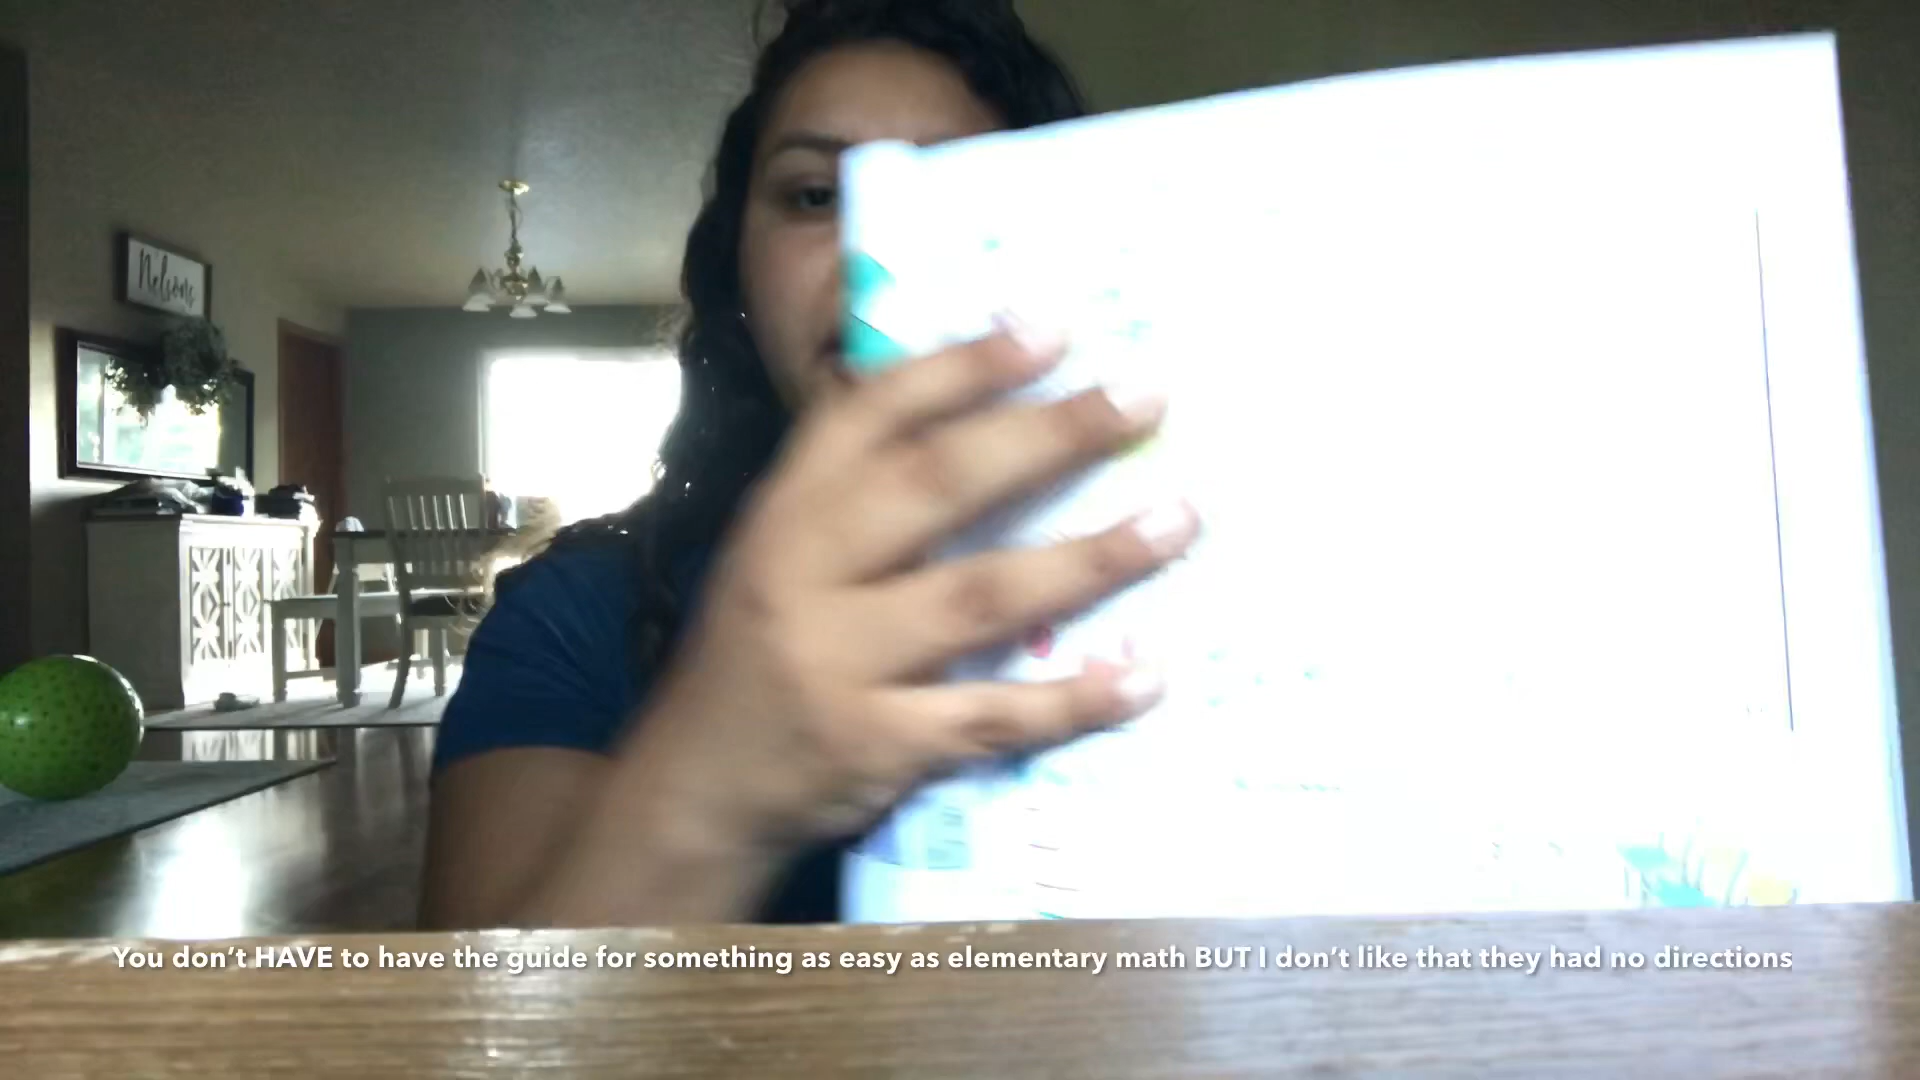 Nelsons
You don't HAVE to have the guide for something as easy as elementary math BUT I don't like that they had no directions